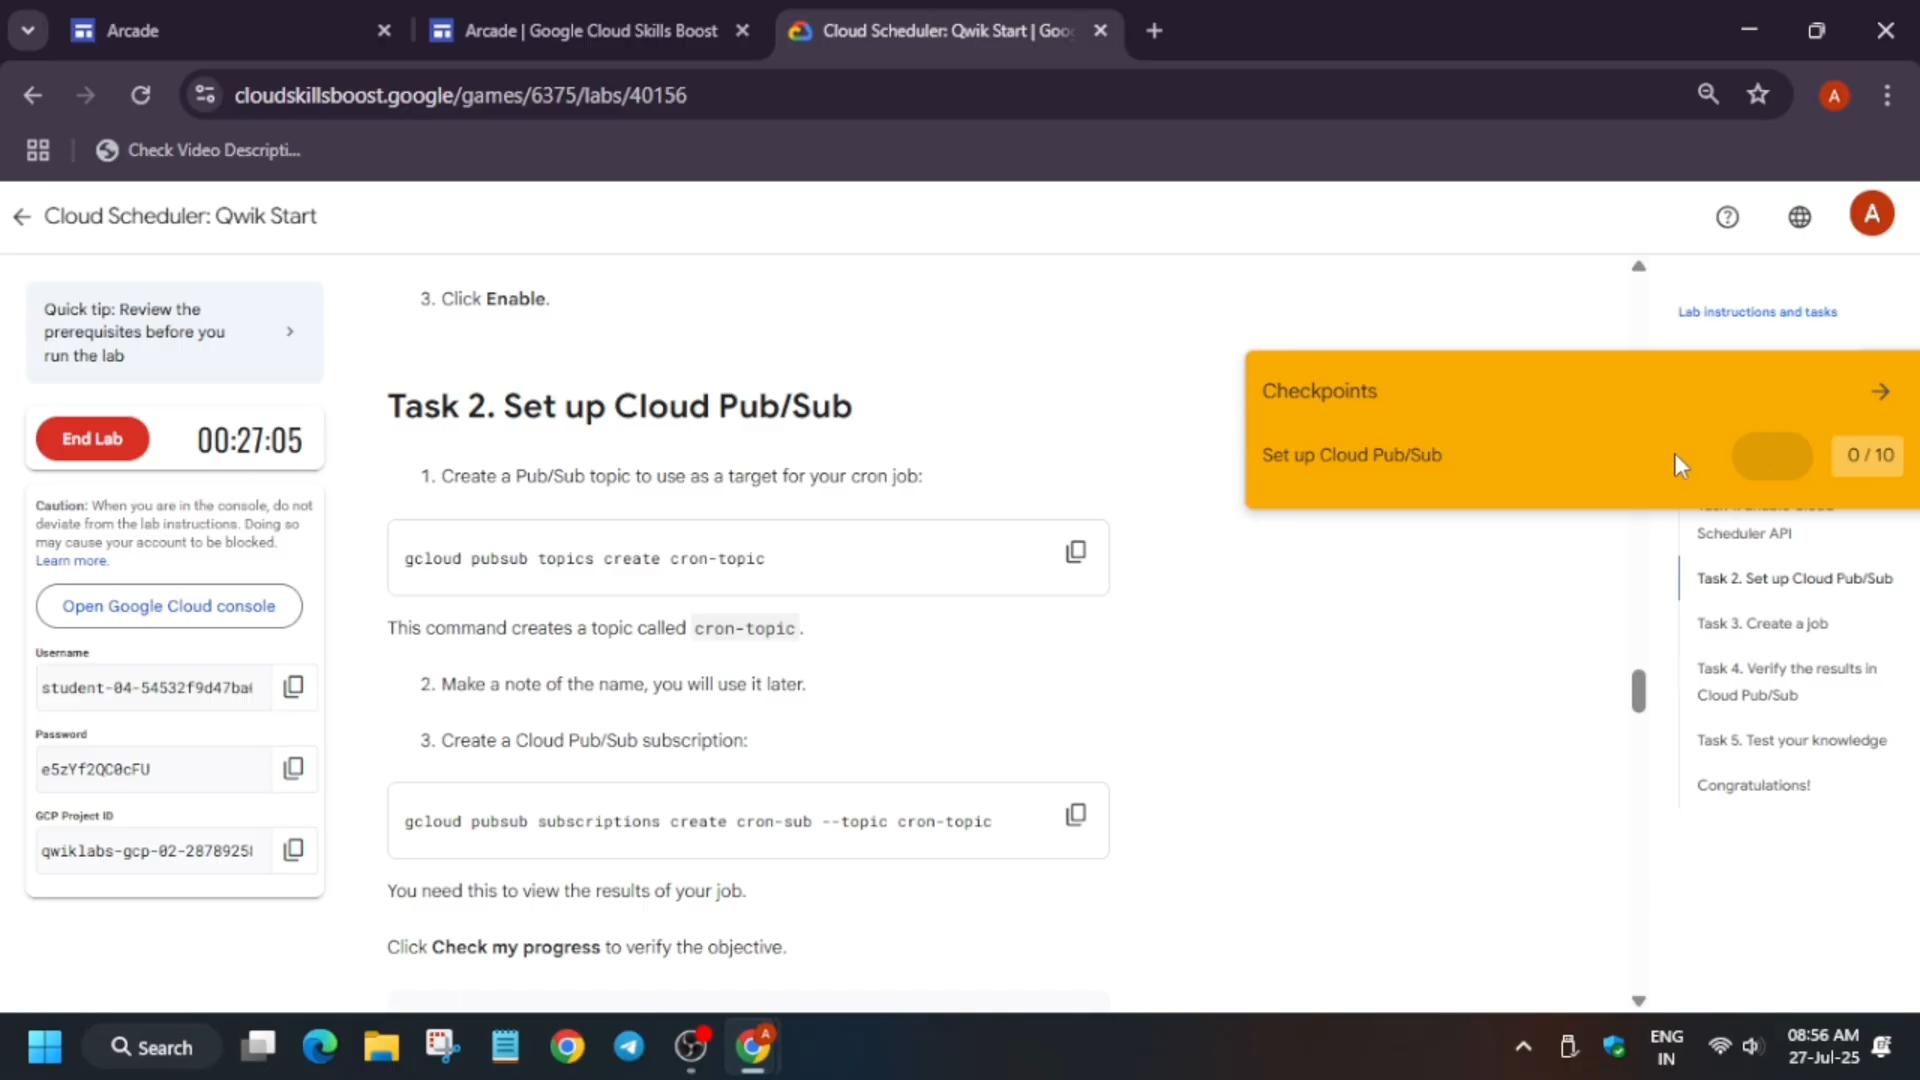 Arcade
Arcade | Google Cloud Skills Boost
Cloud Scheduler: Qwik Start | Goo
cloudskillsboost.google/games/6375/labs/40156
A
Check Video Descripti...
Cloud Scheduler: Qwik Start
A
Quick tip: Review the
prerequisites before you
run the lab
End Lab
00:27:05
Caution: When you are in the console, do not
deviate from the lab instructions. Doing so
may cause your account to be blocked.
Learn more.
Open Google Cloud console
Username
student-04-54532f9d47ba
Password
e5zYf2QC0cFU
GCP Project ID
qwiklabs-gcp-02-2878925
3. Click Enable.
Task 2. Set up Cloud Pub/Sub
1. Create a Pub/Sub topic to use as a target for your cron job:
gcloud pubsub topics create cron-topic
This command creates a topic called cron-topic.
2. Make a note of the name, you will use it later.
3. Create a Cloud Pub/Sub subscription:
gcloud pubsub subscriptions create cron-sub --topic cron-topic
You need this to view the results of your job.
Click Check my progress to verify the objective.
Lab instructions and tasks
Checkpoints
Set up Cloud Pub/Sub
0 / 10
Scheduler API
Task 2. Set up Cloud Pub/Sub
Task 3. Create a job
Task 4. Verify the results in
Cloud Pub/Sub
Task 5. Test your knowledge
Congratulations!
Search
A
ENG
IN
08:56 AM
27-Jul-25